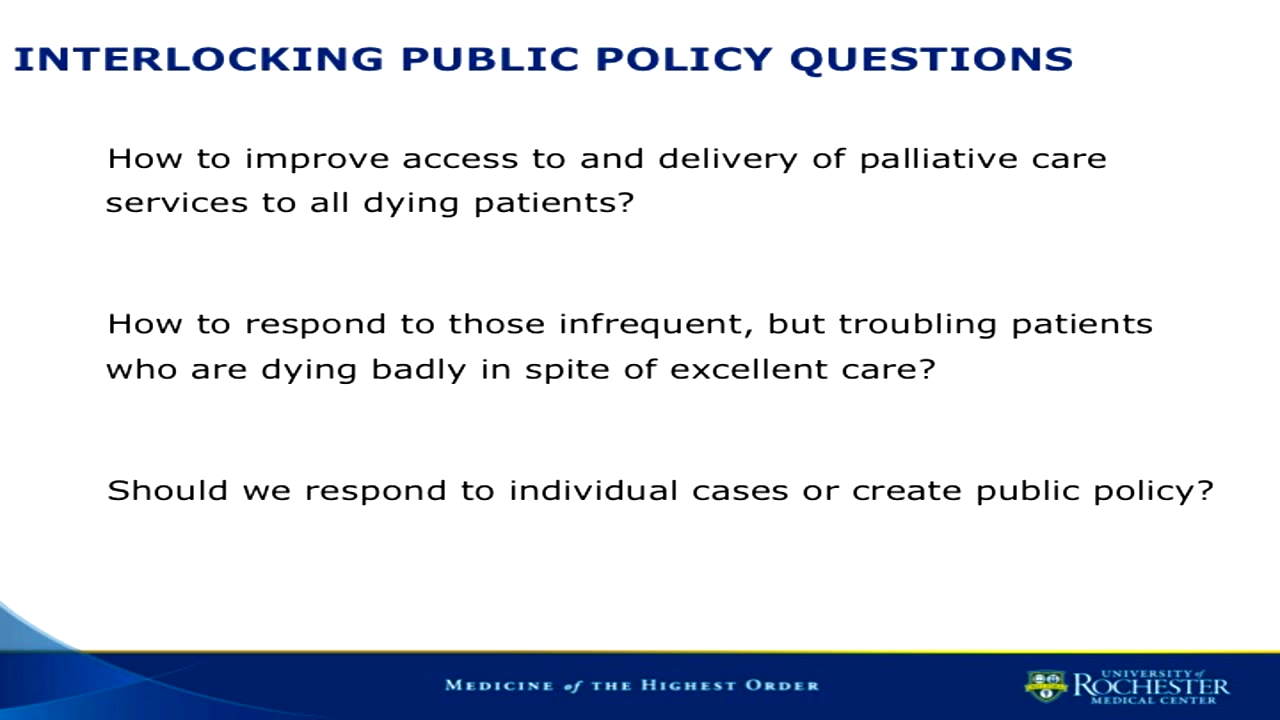 INTERLOCKING PUBLIC POLICY QUESTIONS
How to improve access to and delivery of palliative care
services to all dying patients?
How to respond to those infrequent, but troubling patients
who are dying badly in spite of excellent care?
Should we respond to individual cases or create public policy?
MEDICINE of THE HIGHEST ORDER
UNIVERSITY of
ROCHESTER
MEDICAL CENTER